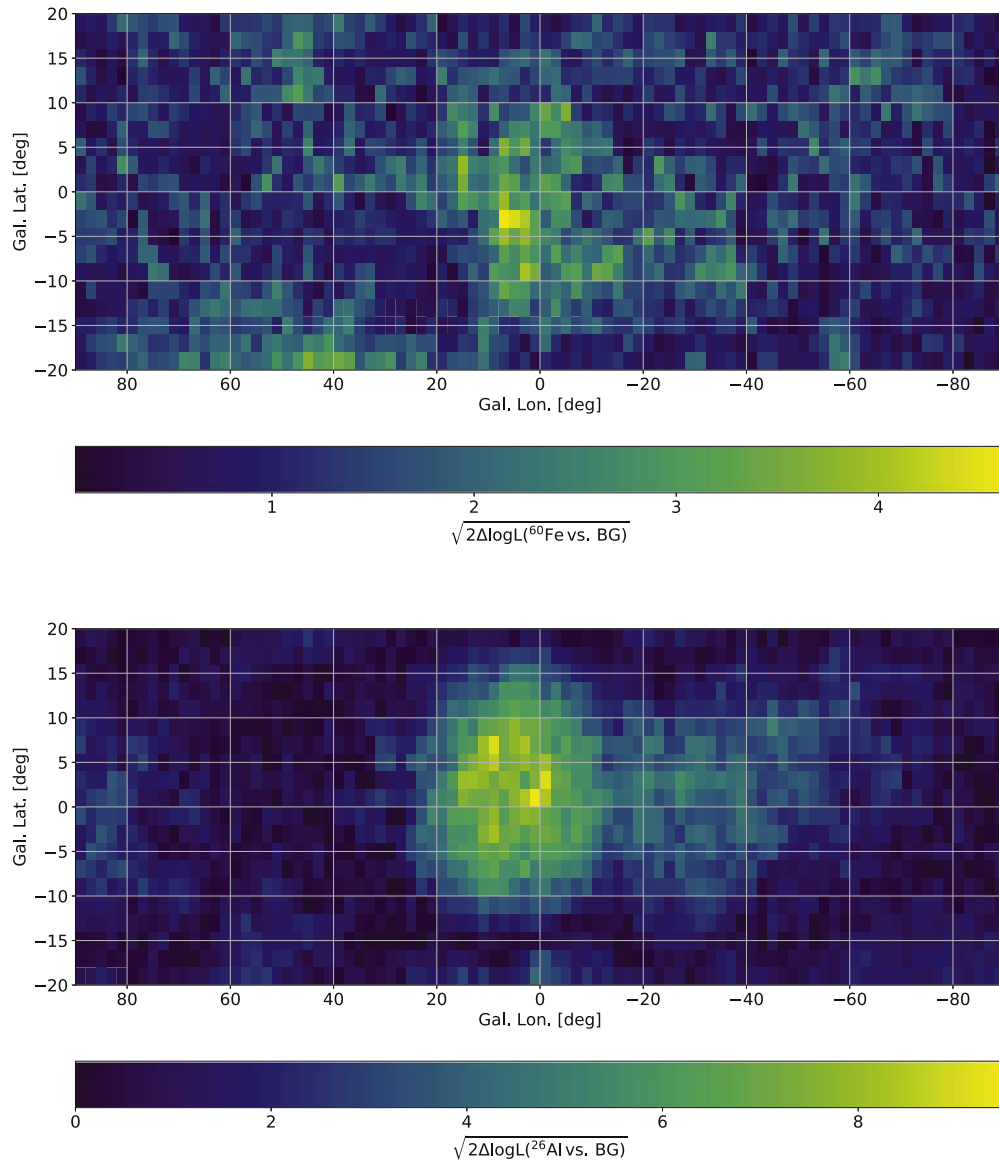 20
15
10
5
0
−5
−10
−15
−20
Gal. Lat. [deg]
80 60 40 20 0 −20 −40 −60 −80
Gal. Lon. [deg]
1 2 3 4
√2ΔlogL(⁶⁰Fe vs. BG)
20
15
10
5
0
−5
−10
−15
−20
Gal. Lat. [deg]
80 60 40 20 0 −20 −40 −60 −80
Gal. Lon. [deg]
0 2 4 6 8
√2ΔlogL(²⁶Al vs. BG)